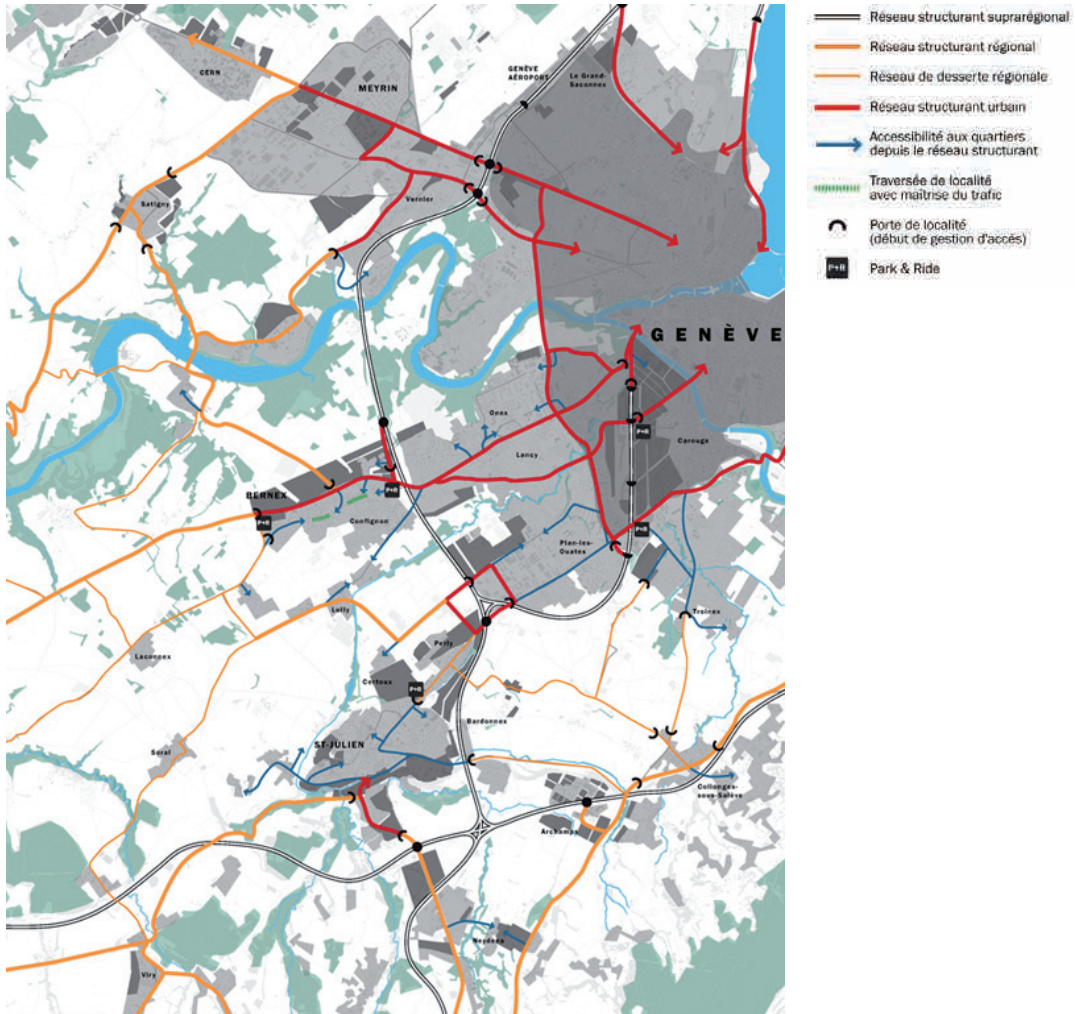 GENÈVE
AÉROPORT
Le Grand-
Saconnex
CERN
MEYRIN
Vernier
Satigny
GENÈVE
Onex
P+R
Carouge
Lancy
BERNEX
P+R
P+R
Confignon
P+R
Plan-les-
Ouates
Troinex
Lully
Perly
Laconnex
Certoux
P+R
Bardonnex
ST-JULIEN
Soral
Collonges-
sous-Salève
Archamps
Neydens
Viry
Réseau structurant suprarégional
Réseau structurant régional
Réseau de desserte régionale
Réseau structurant urbain
Accessibilité aux quartiers
depuis le réseau structurant
Traversée de localité
avec maîtrise du trafic
Porte de localité
(début de gestion d'accès)
P+R
Park & Ride